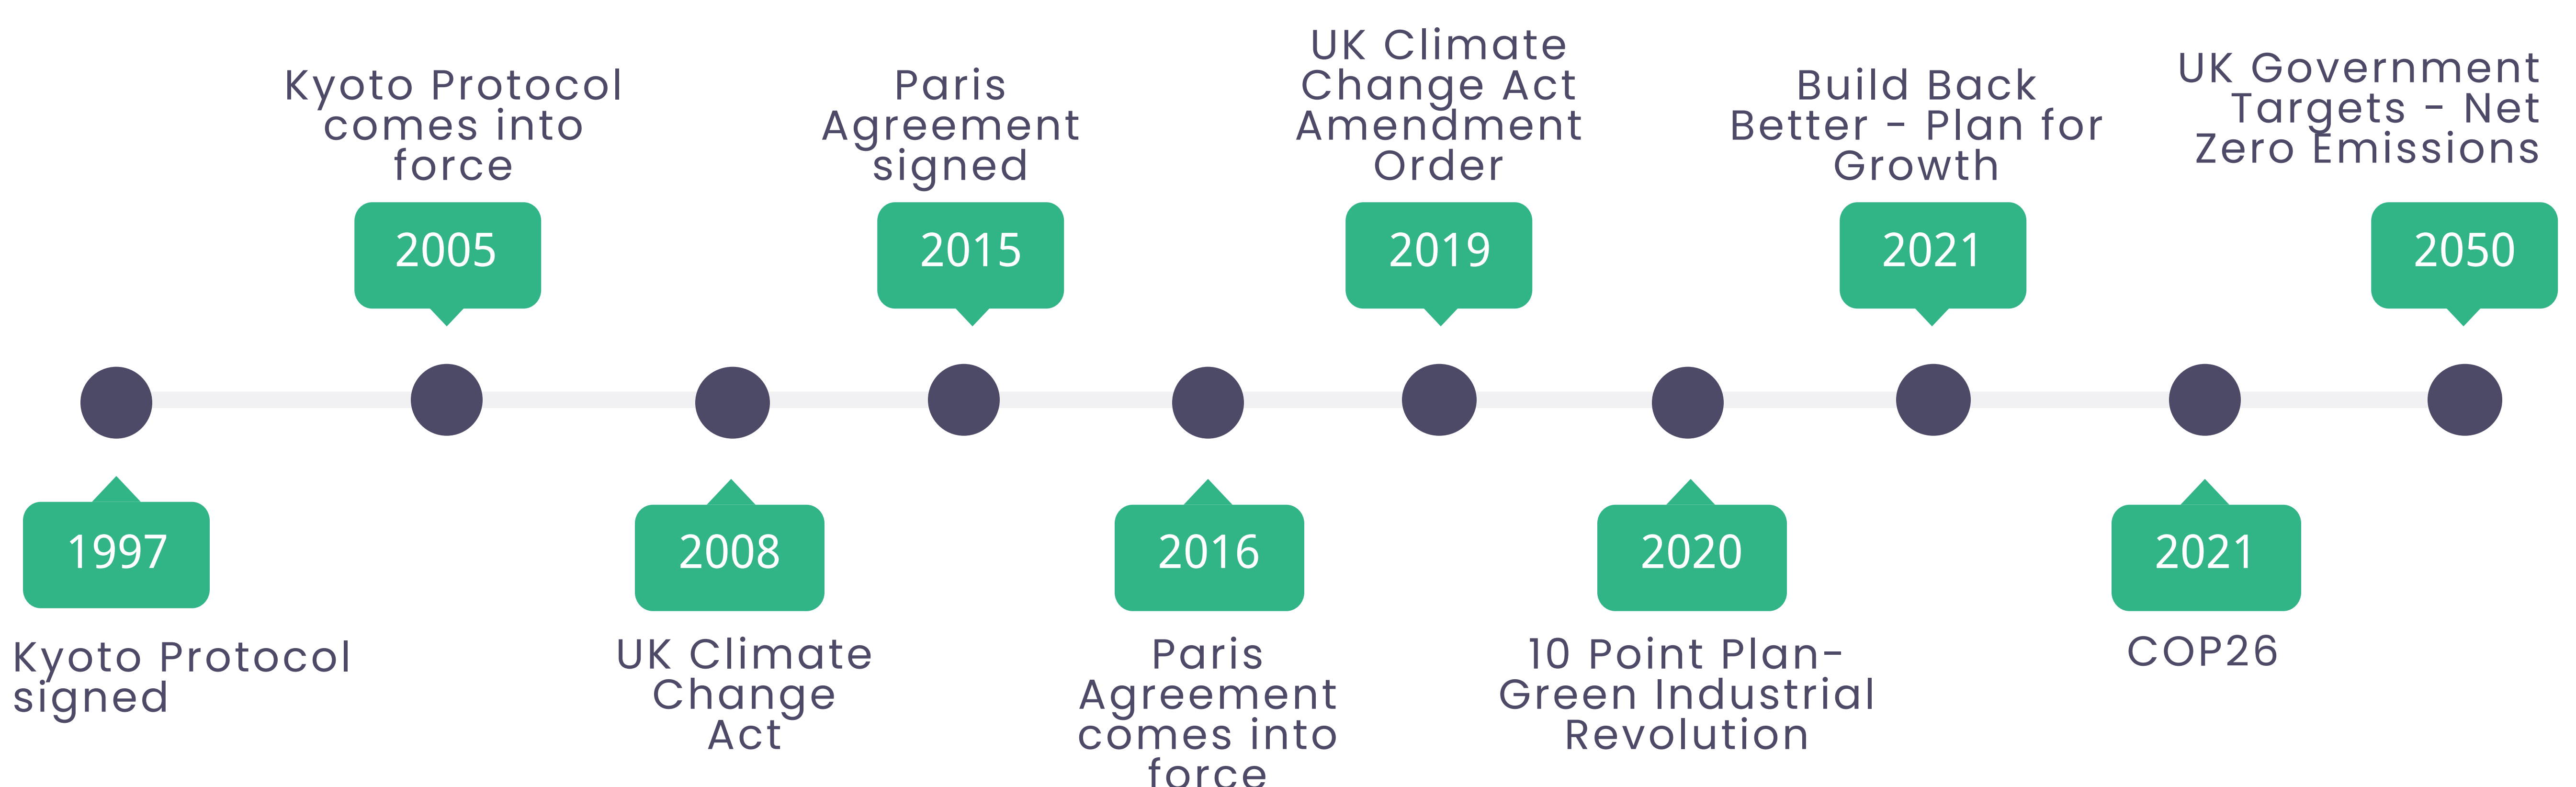 Kyoto Protocol
comes into
force
2005
Paris
Agreement
signed
2015
UK Climate
Change Act
Amendment
Order
2019
Build Back
Better - Plan for
Growth
2021
UK Government
Targets - Net
Zero Emissions
2050
1997
Kyoto Protocol
signed
2008
UK Climate
Change
Act
2016
Paris
Agreement
comes into
force
2020
10 Point Plan-
Green Industrial
Revolution
2021
COP26